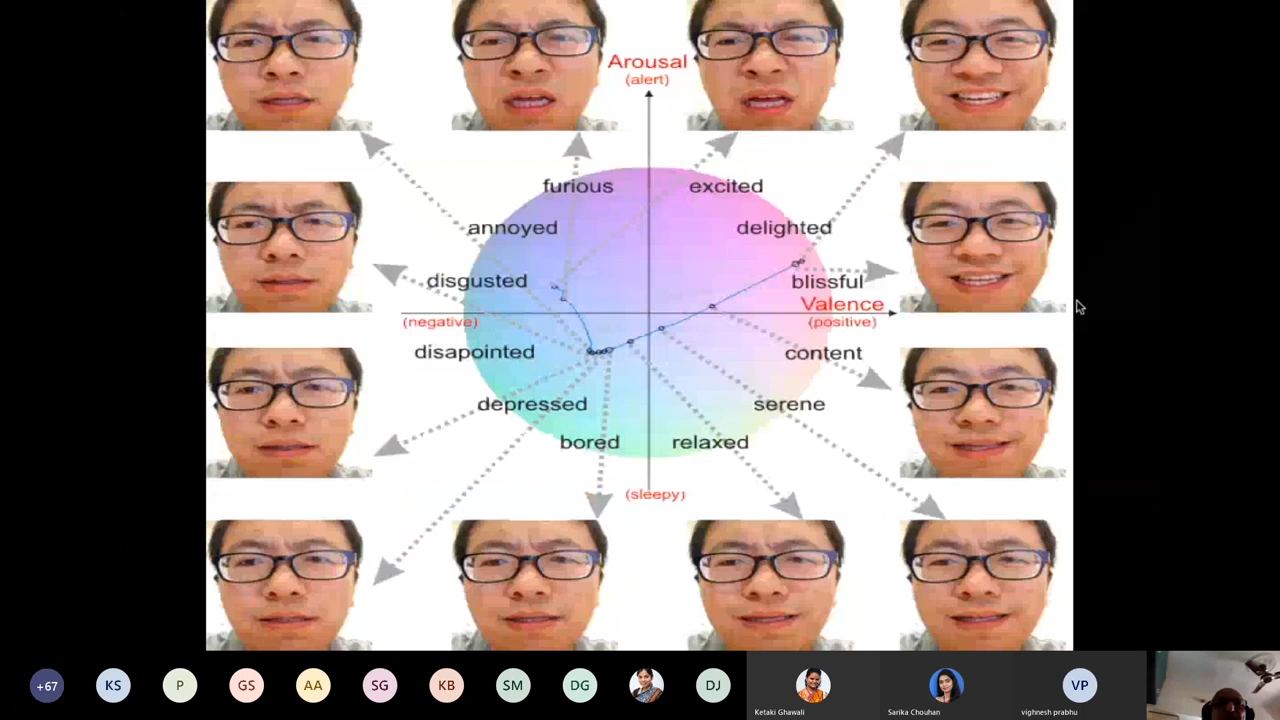 Arousal
(alert)
furious
excited
annoyed
delighted
disgusted
blissful
Valence
(negative)
(positive)
disapointed
content
depressed
serene
bored
relaxed
(sleepy)
+67
KS
P
GS
AA
SG
KB
SM
DG
DJ
VP
Ketaki Ghawali
Sarika Chouhan
vighnesh prabhu